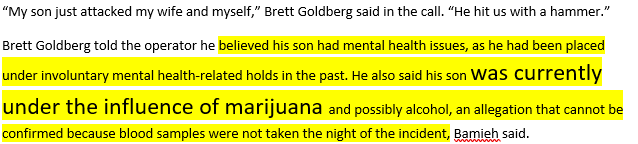 “My son just attacked my wife and myself,” Brett Goldberg said in the call. “He hit us with a hammer.”
Brett Goldberg told the operator he believed his son had mental health issues, as he had been placed
under involuntary mental health-related holds in the past. He also said his son was currently
under the influence of marijuana and possibly alcohol, an allegation that cannot be
confirmed because blood samples were not taken the night of the incident, Bamieh said.